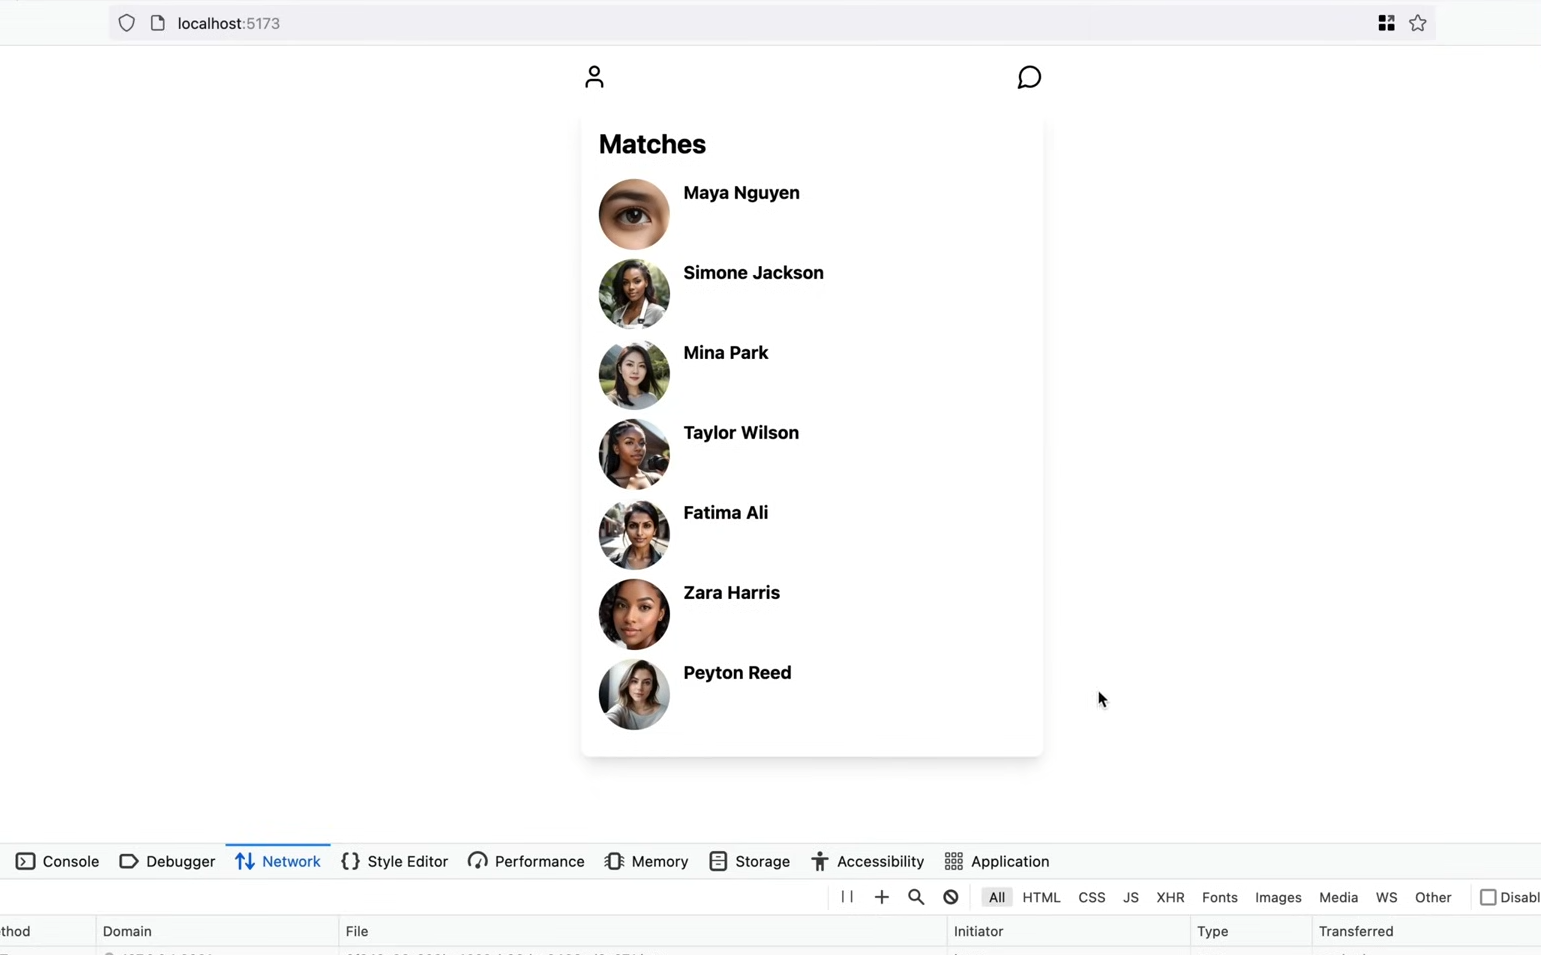 localhost:5173
Matches
Maya Nguyen
Simone Jackson
Mina Park
Taylor Wilson
Fatima Ali
Zara Harris
Peyton Reed
Console Debugger Network Style Editor Performance Memory Storage Accessibility Application
All HTML CSS JS XHR Fonts Images Media WS Other Disabl
thod Domain File Initiator Type Transferred